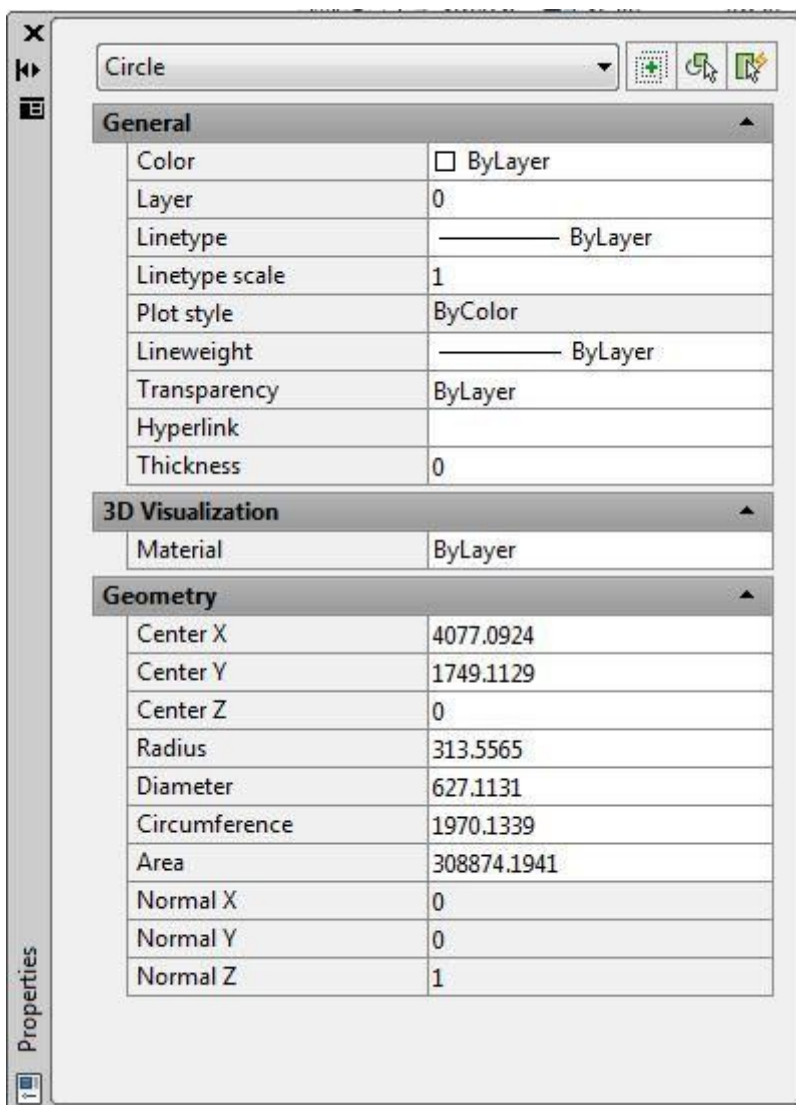 Circle
General
Color ByLayer
Layer 0
Linetype ByLayer
Linetype scale 1
Plot style ByColor
Lineweight ByLayer
Transparency ByLayer
Hyperlink
Thickness 0
3D Visualization
Material ByLayer
Geometry
Center X 4077.0924
Center Y 1749.1129
Center Z 0
Radius 313.5565
Diameter 627.1131
Circumference 1970.1339
Area 308874.1941
Normal X 0
Normal Y 0
Normal Z 1
Properties